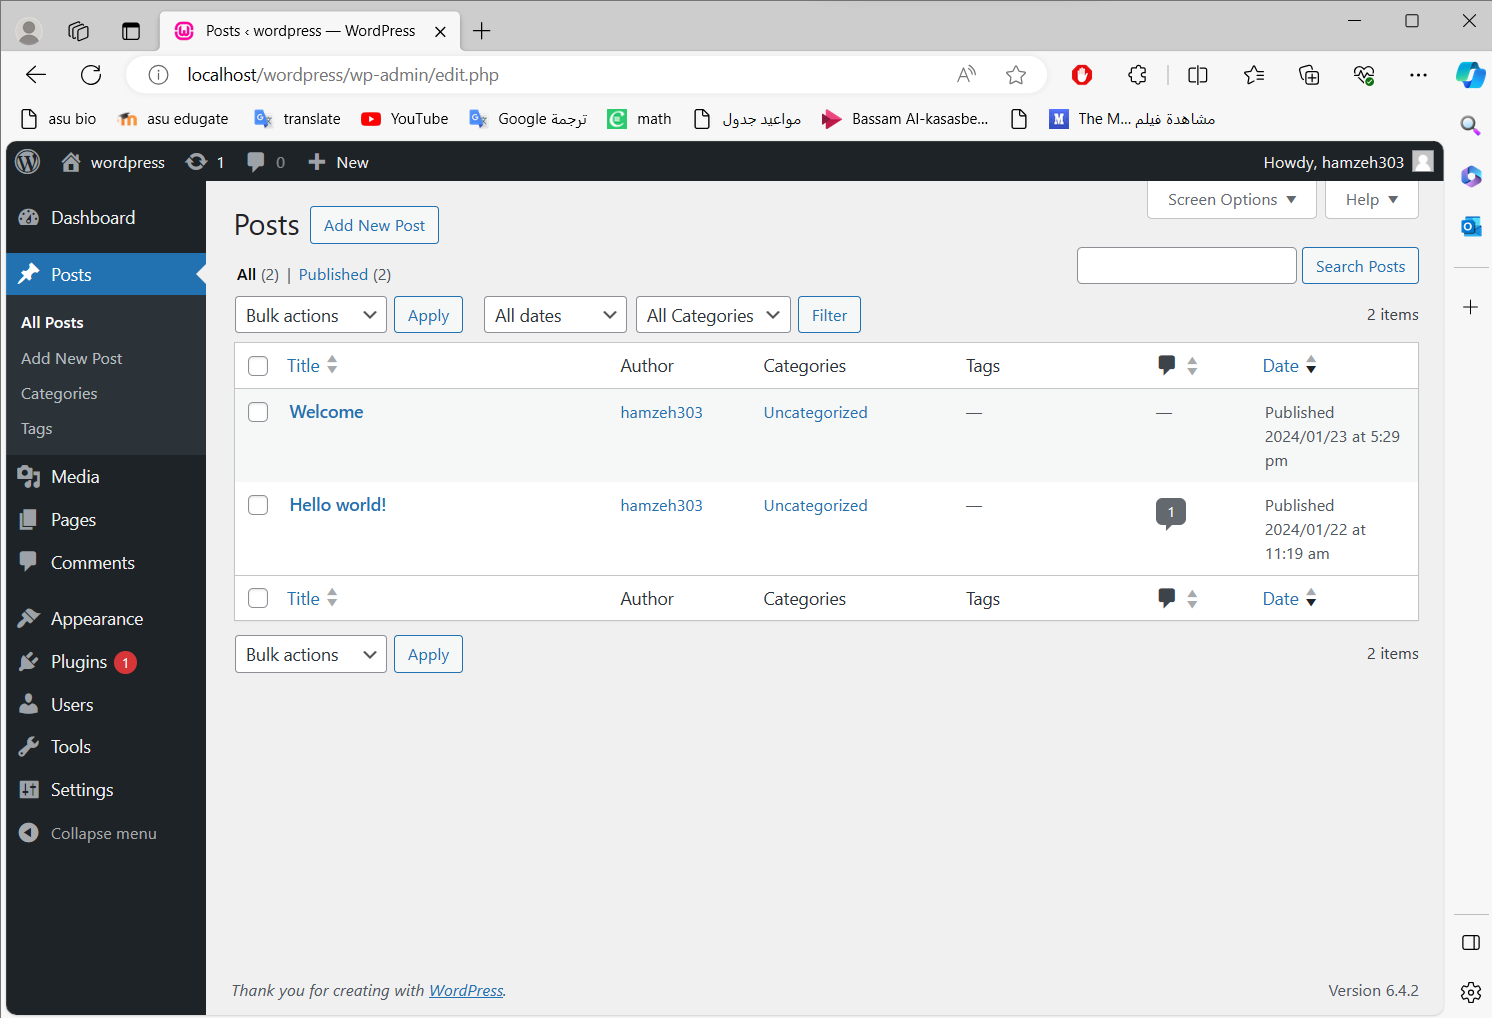 Posts ‹ wordpress — WordPress
localhost/wordpress/wp-admin/edit.php
asu bio
asu edugate
translate
YouTube
Google ترجمة
math
مواعيد جدول
Bassam Al-kasasbe...
The M... مشاهدة فيلم
wordpress
1
0
New
Howdy, hamzeh303
Dashboard
Posts
All Posts
Add New Post
Categories
Tags
Media
Pages
Comments
Appearance
Plugins 1
Users
Tools
Settings
Collapse menu
Screen Options
Help
Posts
Add New Post
All (2) | Published (2)
Search Posts
Bulk actions
Apply
All dates
All Categories
Filter
2 items
Title Author Categories Tags Date
Welcome hamzeh303 Uncategorized — — Published
2024/01/23 at 5:29
pm
Hello world! hamzeh303 Uncategorized — 1 Published
2024/01/22 at
11:19 am
Title Author Categories Tags Date
Bulk actions
Apply
2 items
Thank you for creating with WordPress.
Version 6.4.2